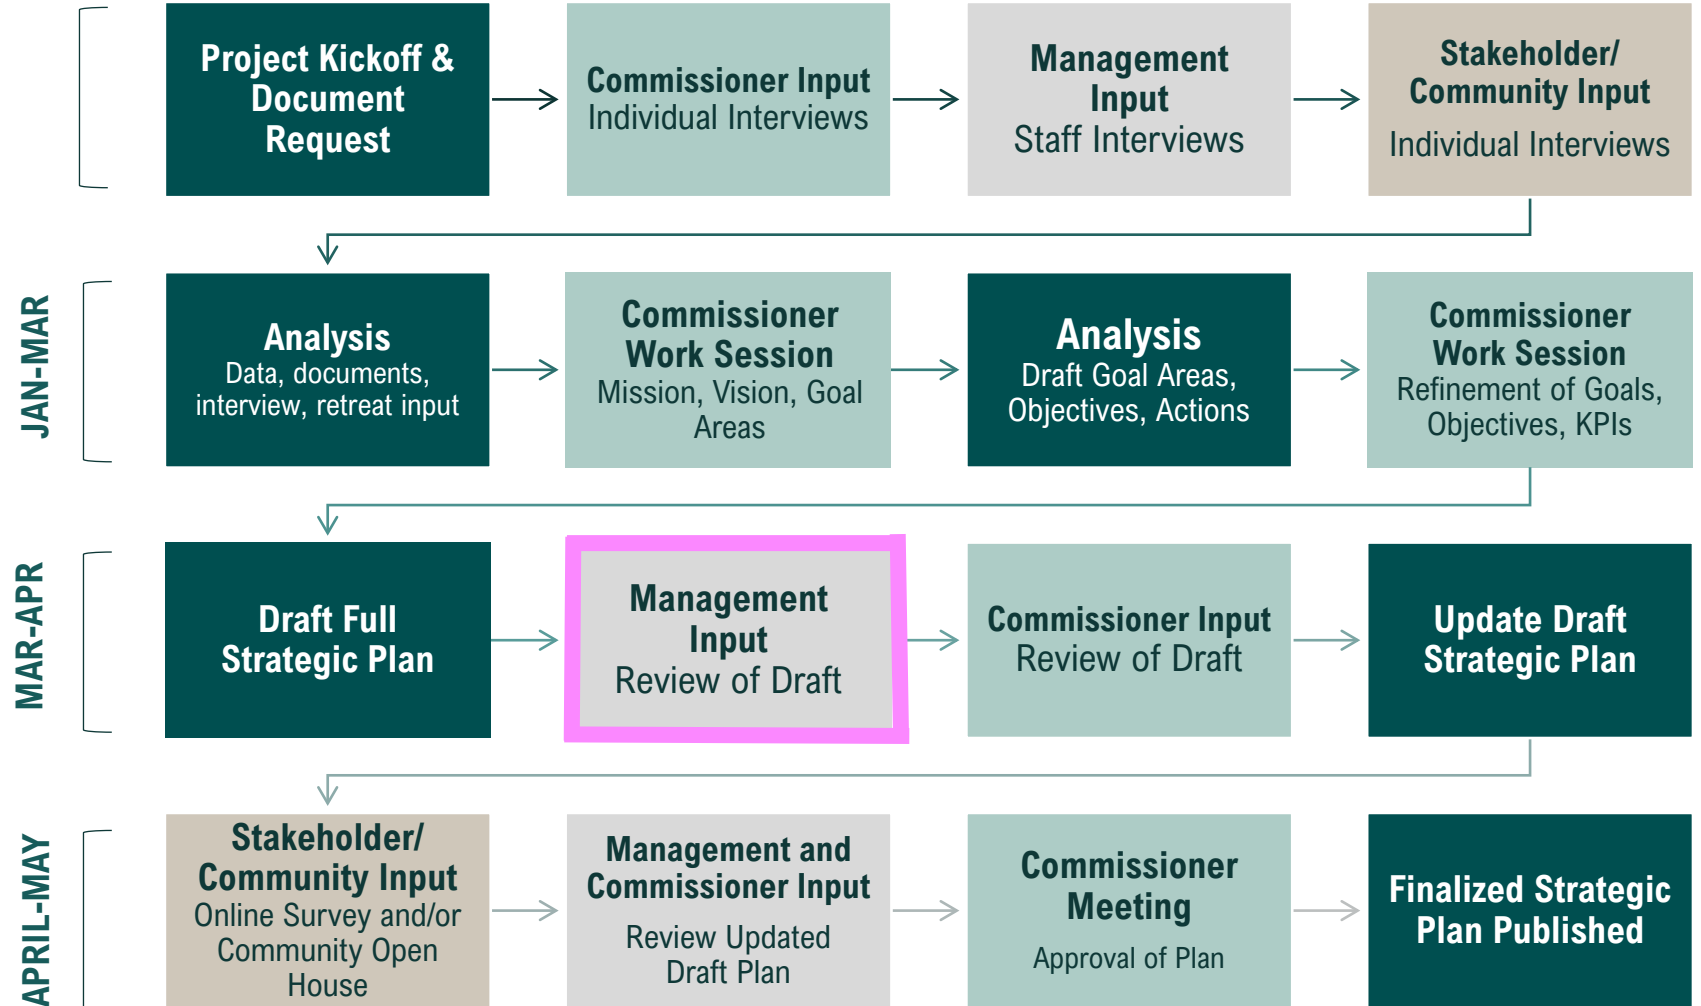 Project Kickoff &
Document
Request
Commissioner Input
Individual Interviews
Management
Input
Staff Interviews
Stakeholder/
Community Input
Individual Interviews
JAN-MAR
Analysis
Data, documents,
interview, retreat input
Commissioner
Work Session
Mission, Vision, Goal
Areas
Analysis
Draft Goal Areas,
Objectives, Actions
Commissioner
Work Session
Refinement of Goals,
Objectives, KPIs
MAR-APR
Draft Full
Strategic Plan
Management
Input
Review of Draft
Commissioner Input
Review of Draft
Update Draft
Strategic Plan
APRIL-MAY
Stakeholder/
Community Input
Online Survey and/or
Community Open
House
Management and
Commissioner Input
Review Updated
Draft Plan
Commissioner
Meeting
Approval of Plan
Finalized Strategic
Plan Published